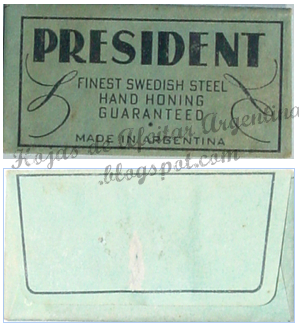 PRESIDENT
FINEST SWEDISH STEEL
HAND HONING
GUARANTEED
MADE IN ARGENTINA
Hojas de Afeitar Argentina
.blogspot.com